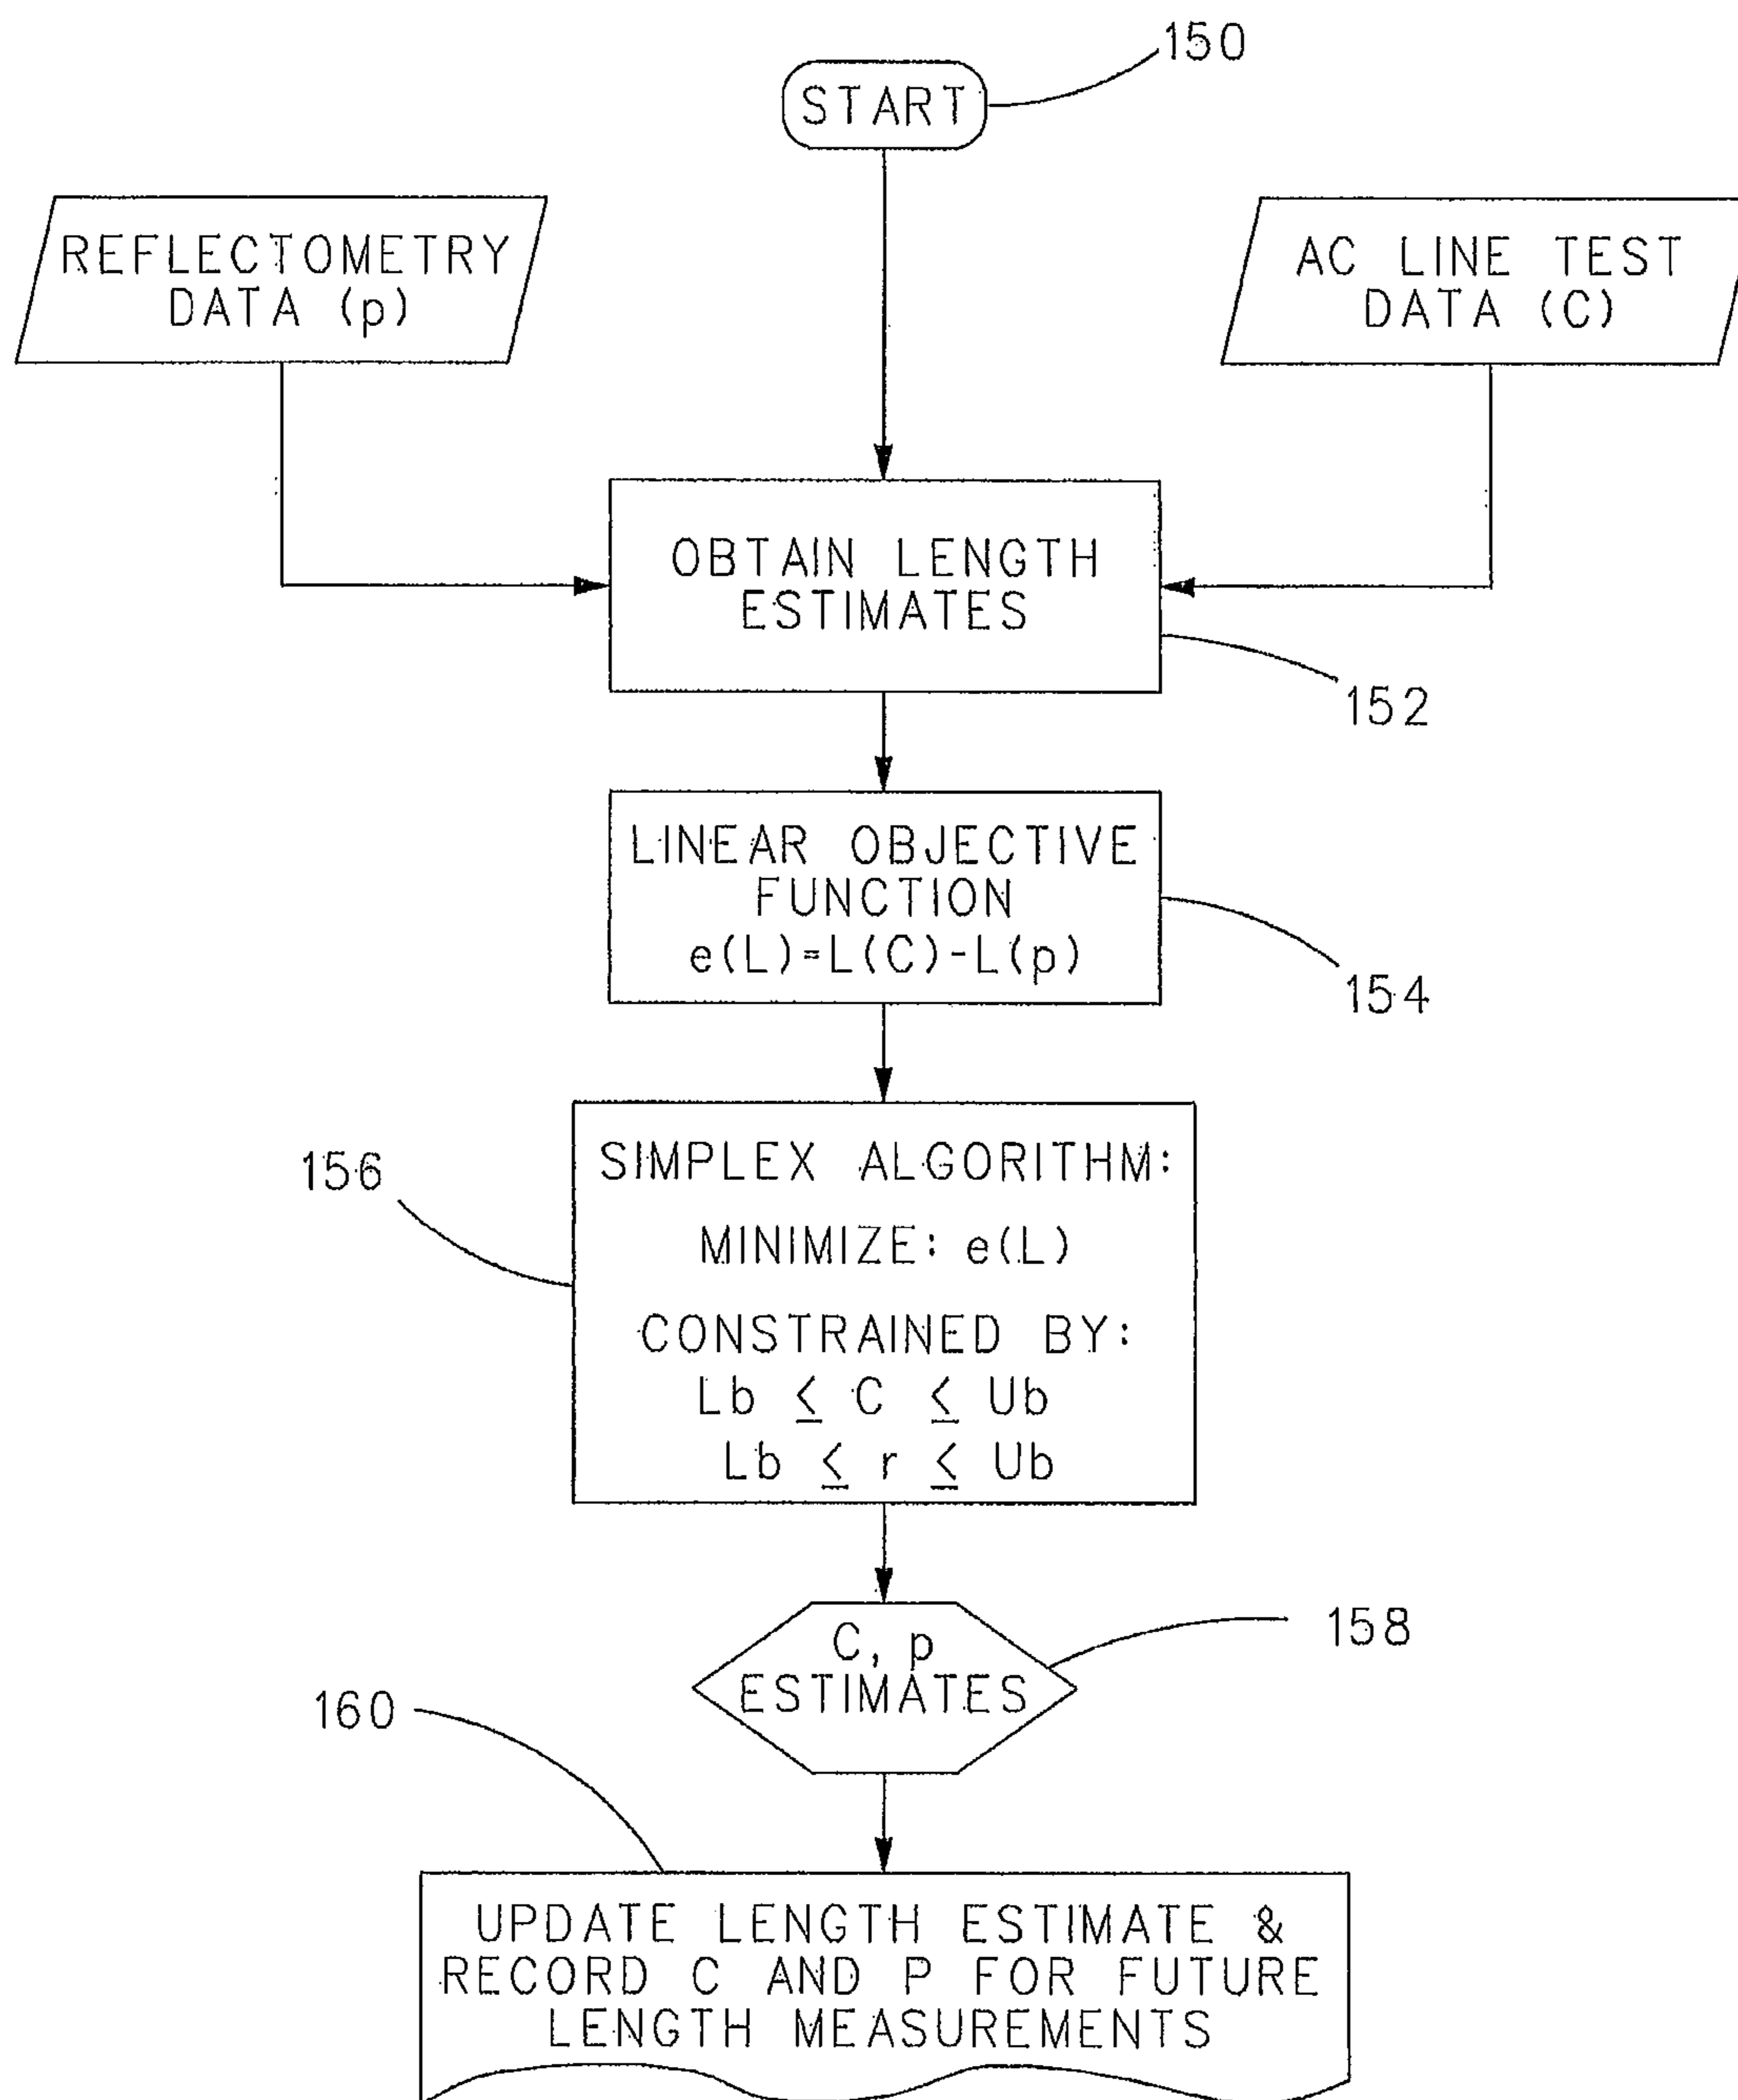 150
START
REFLECTOMETRY
DATA (p)
AC LINE TEST
DATA (C)
OBTAIN LENGTH
ESTIMATES
152
LINEAR OBJECTIVE
FUNCTION
e(L)=L(C)-L(p)
154
156
SIMPLEX ALGORITHM:
MINIMIZE: e(L)
CONSTRAINED BY:
Lb ≤ C ≤ Ub
Lb ≤ r ≤ Ub
C, p
ESTIMATES
158
160
UPDATE LENGTH ESTIMATE &
RECORD C AND P FOR FUTURE
LENGTH MEASUREMENTS